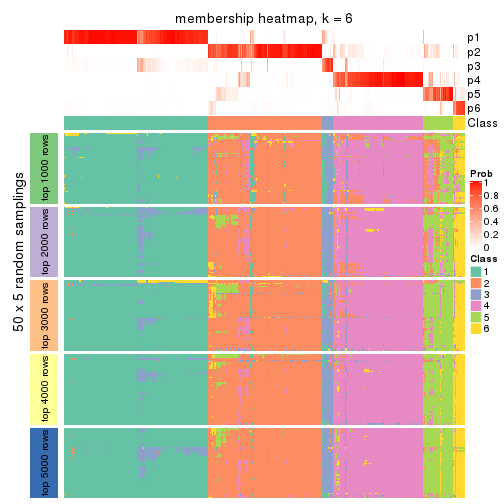 membership heatmap, k = 6
p1
p2
p3
p4
p5
p6
Class
50 x 5 random samplings
top 1000 rows
top 2000 rows
top 3000 rows
top 4000 rows
top 5000 rows
Prob
1
0.8
0.6
0.4
0.2
0
Class
1
2
3
4
5
6